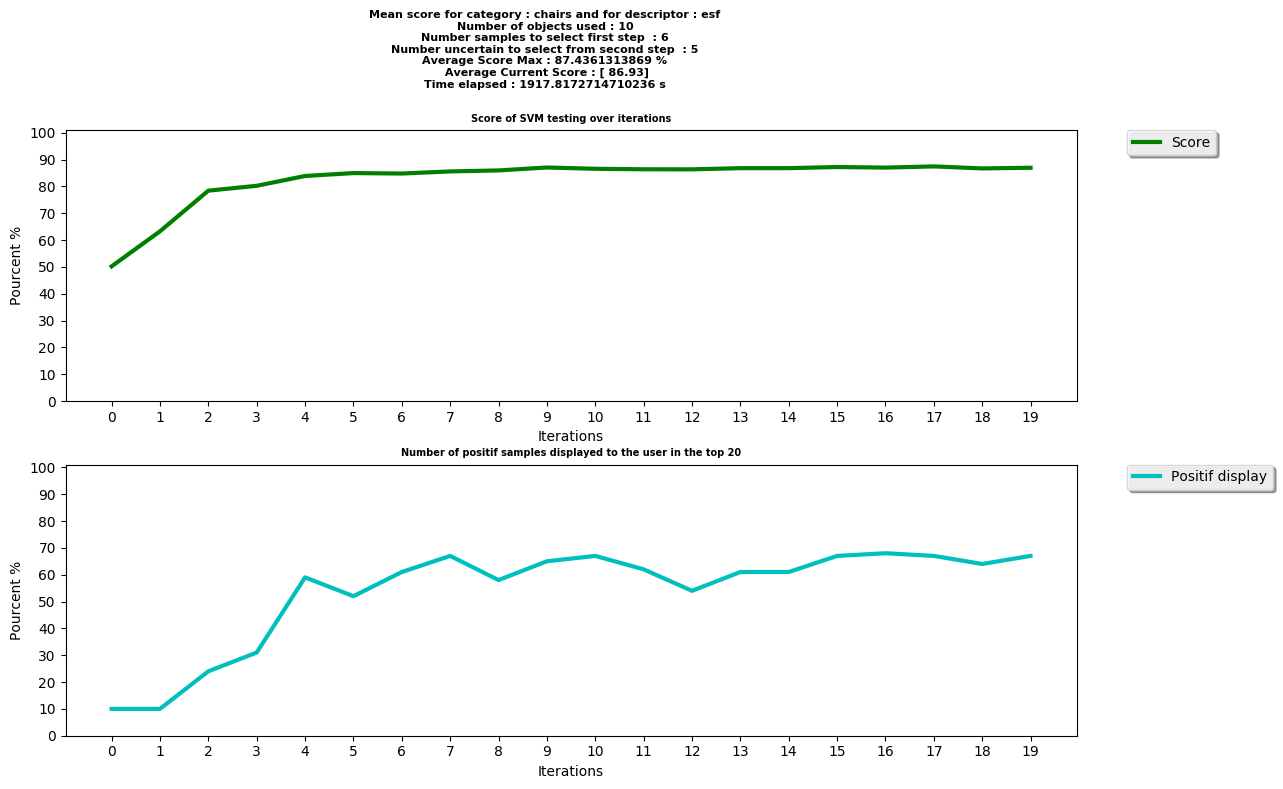 Mean score for category : chairs and for descriptor : esf
Number of objects used : 10
Number samples to select first step  : 6
Number uncertain to select from second step  : 5
Average Score Max : 87.4361313869 %
Average Current Score : [ 86.93]
Time elapsed : 1917.8172714710236 s
Score of SVM testing over iterations
100
90
80
70
60
50
40
30
20
10
0
Pourcent %
0 1 2 3 4 5 6 7 8 9 10 11 12 13 14 15 16 17 18 19
Iterations
Score
Number of positif samples displayed to the user in the top 20
100
90
80
70
60
50
40
30
20
10
0
Pourcent %
0 1 2 3 4 5 6 7 8 9 10 11 12 13 14 15 16 17 18 19
Iterations
Positif display